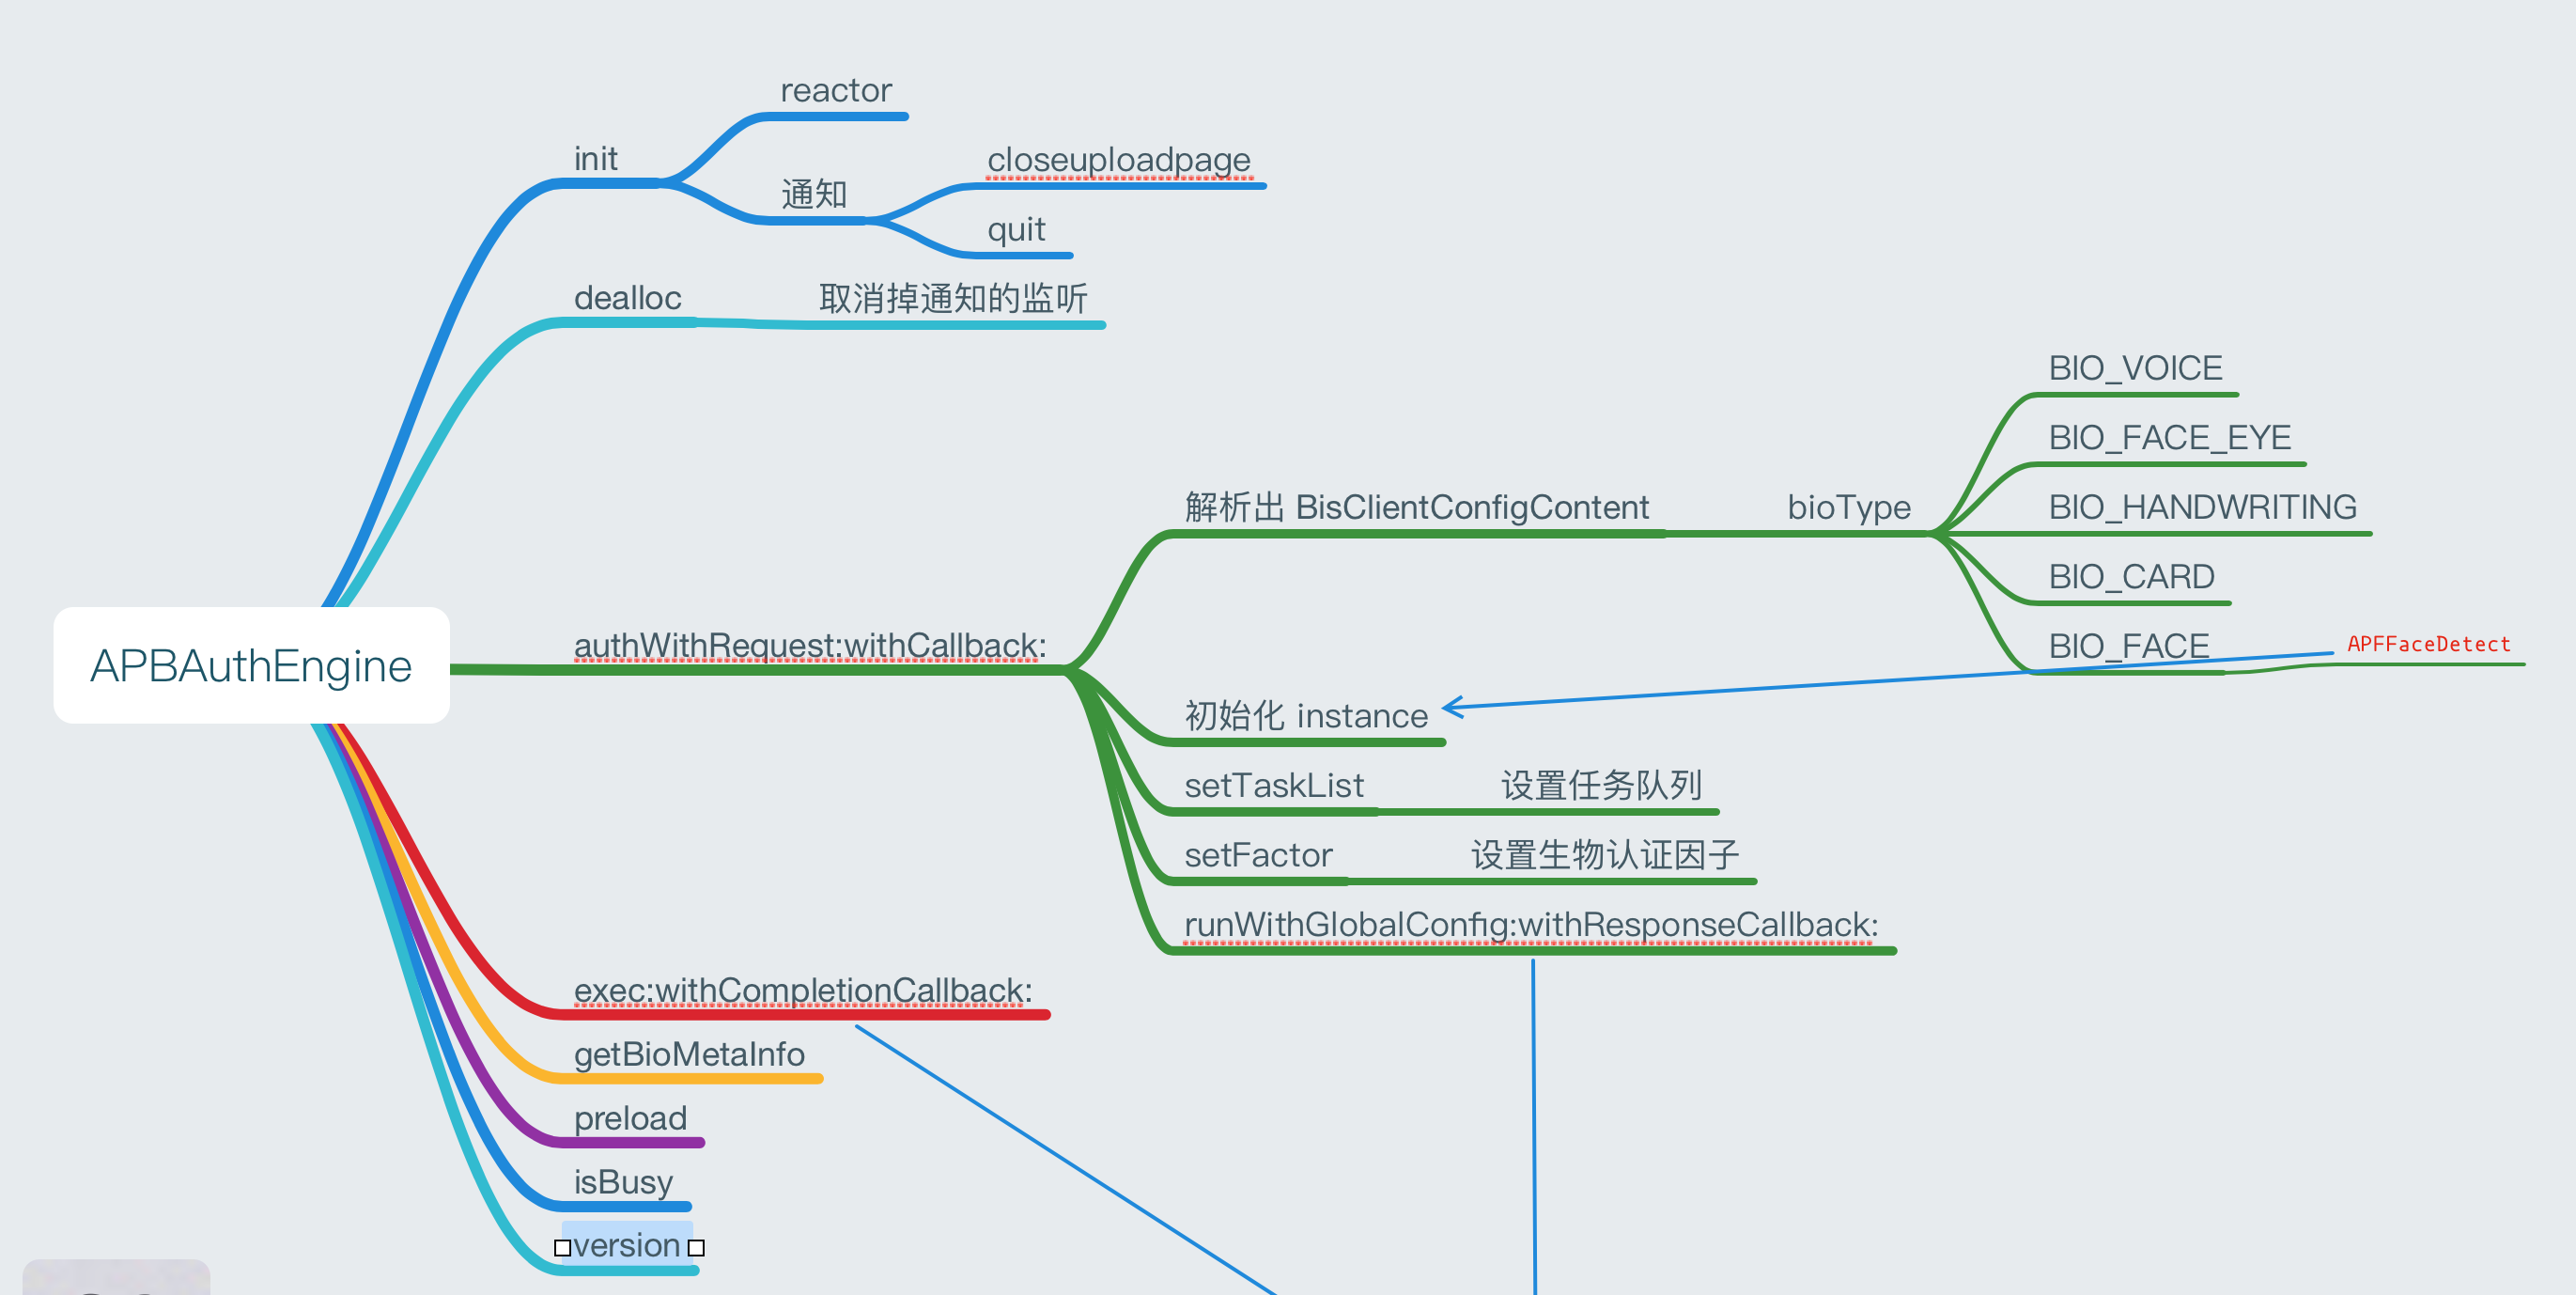 reactor
init
closeuploadpage
通知
quit
dealloc
取消掉通知的监听
BIO_VOICE
BIO_FACE_EYE
解析出 BisClientConfigContent
bioType
BIO_HANDWRITING
BIO_CARD
APBAuthEngine
authWithRequest:withCallback:
BIO_FACE
APFFaceDetect
初始化 instance
setTaskList
设置任务队列
setFactor
设置生物认证因子
runWithGlobalConfig:withResponseCallback:
exec:withCompletionCallback:
getBioMetaInfo
preload
isBusy
version